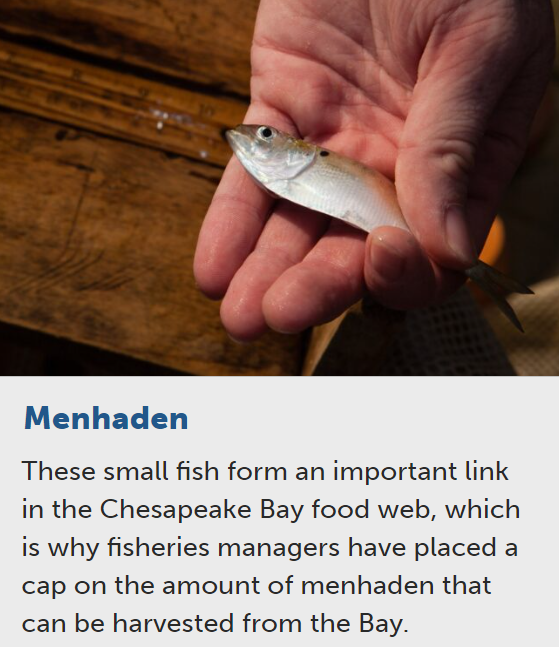 Menhaden
These small fish form an important link
in the Chesapeake Bay food web, which
is why fisheries managers have placed a
cap on the amount of menhaden that
can be harvested from the Bay.